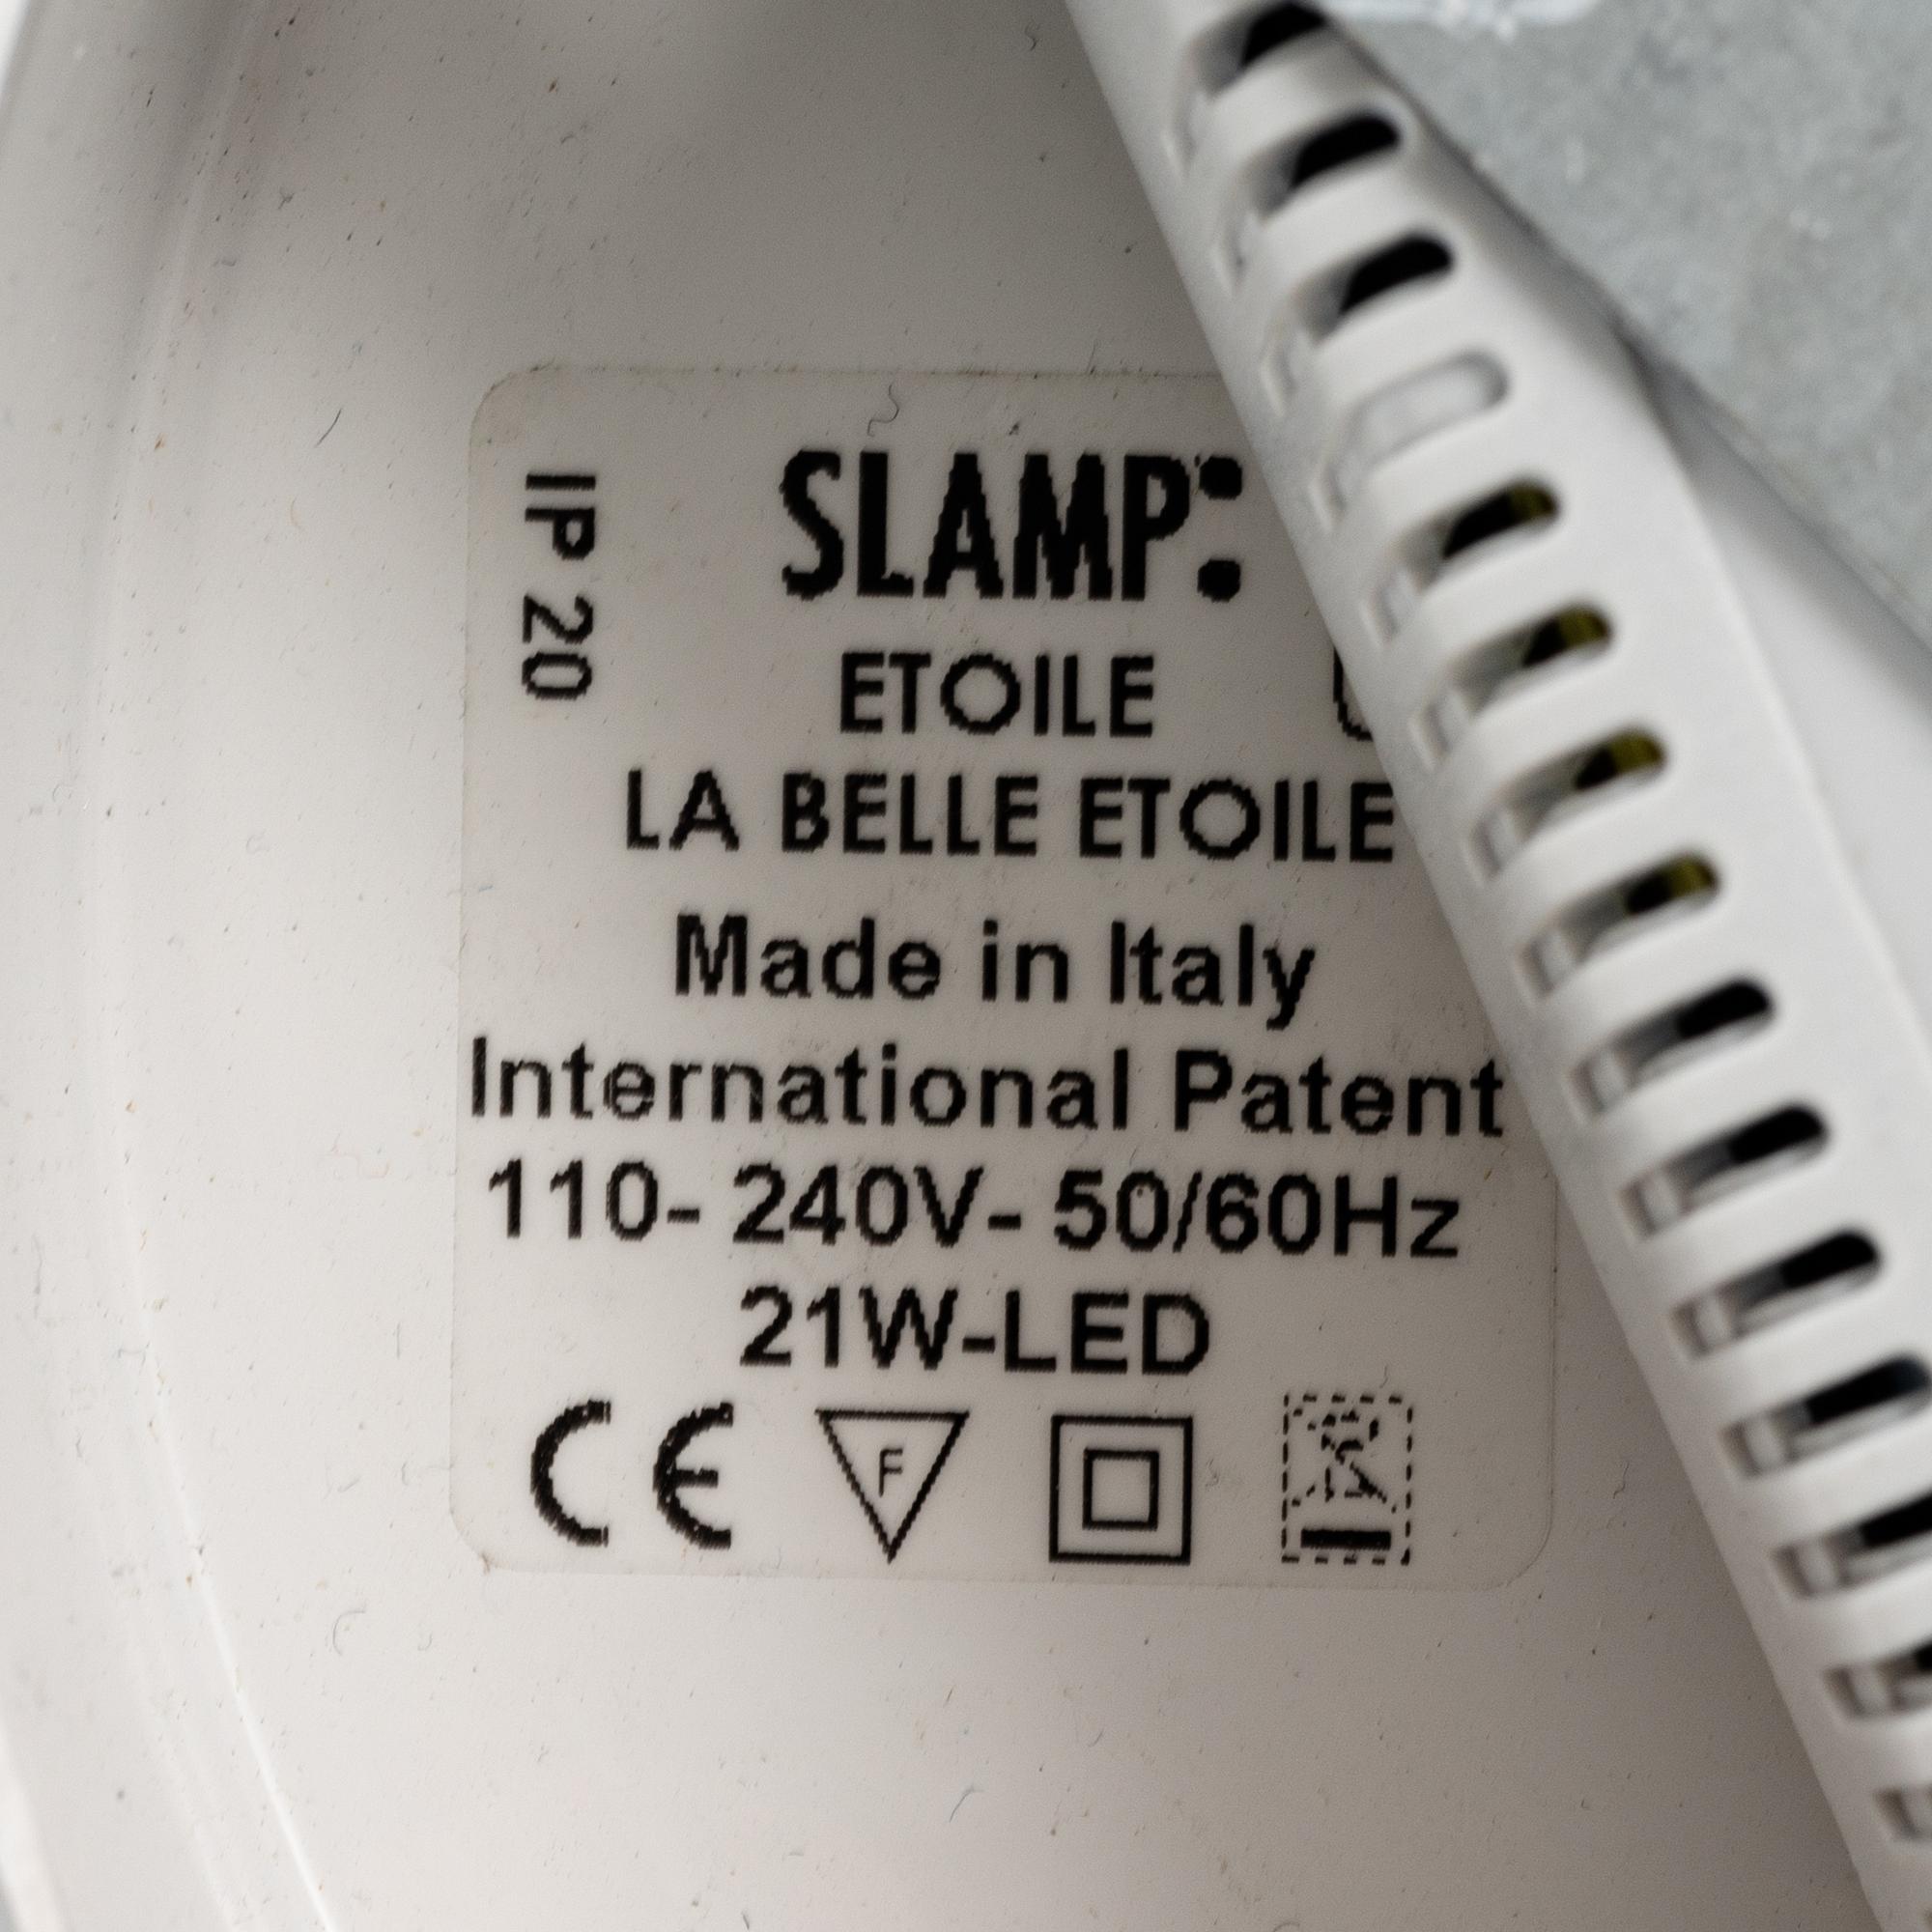 SLAMP:
IP 20
ETOILE
LA BELLE ETOILE
Made in Italy
International Patent
110- 240V- 50/60Hz
21W-LED
CE F